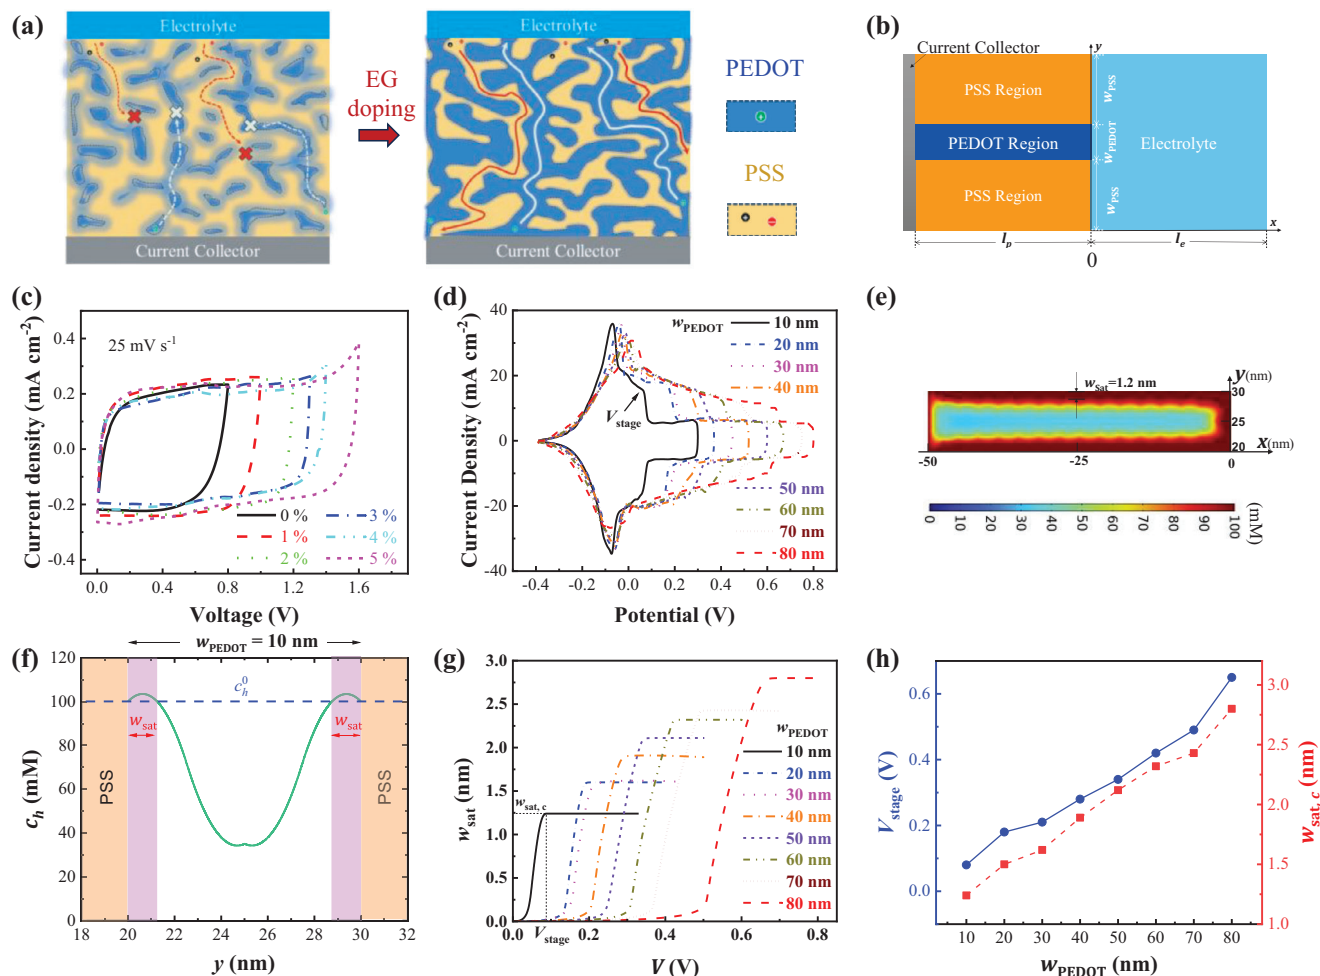 (a)
Electrolyte
Current Collector
EG
doping
Electrolyte
Current Collector
PEDOT
PSS
(b)
Current Collector
y
PSS Region
PEDOT Region
PSS Region
Electrolyte
w_PSS
w_PEDOT
w_PSS
x
l_p
l_e
0
(c)
25 mV s⁻¹
Current density (mA cm⁻²)
0.4
0.2
0.0
-0.2
-0.4
0 %
1 %
2 %
3 %
4 %
5 %
0.0 0.4 0.8 1.2 1.6
Voltage (V)
(d)
Current Density (mA cm⁻²)
40
20
0
-20
-40
w_PEDOT
10 nm
20 nm
30 nm
40 nm
V_stage
50 nm
60 nm
70 nm
80 nm
-0.4 -0.2 0.0 0.2 0.4 0.6 0.8
Potential (V)
(e)
w_Sat=1.2 nm
y(nm)
30
25
20
x(nm)
-50 -25 0
0 10 20 30 40 50 60 70 80 90 100
(mM)
(f)
w_PEDOT = 10 nm
c_h (mM)
120
100
80
60
40
20
0
c_h^0
w_sat
w_sat
PSS
PSS
18 20 22 24 26 28 30 32
y (nm)
(g)
w_sat (nm)
3.0
2.5
2.0
1.5
1.0
0.5
0.0
w_sat, c
w_PEDOT
10 nm
20 nm
30 nm
40 nm
50 nm
60 nm
70 nm
80 nm
0.0 0.2 0.4 0.6 0.8
V_stage
V (V)
(h)
V_stage (V)
0.6
0.4
0.2
0.0
3.0
2.5
2.0
1.5
1.0
w_sat, c (nm)
10 20 30 40 50 60 70 80
w_PEDOT (nm)